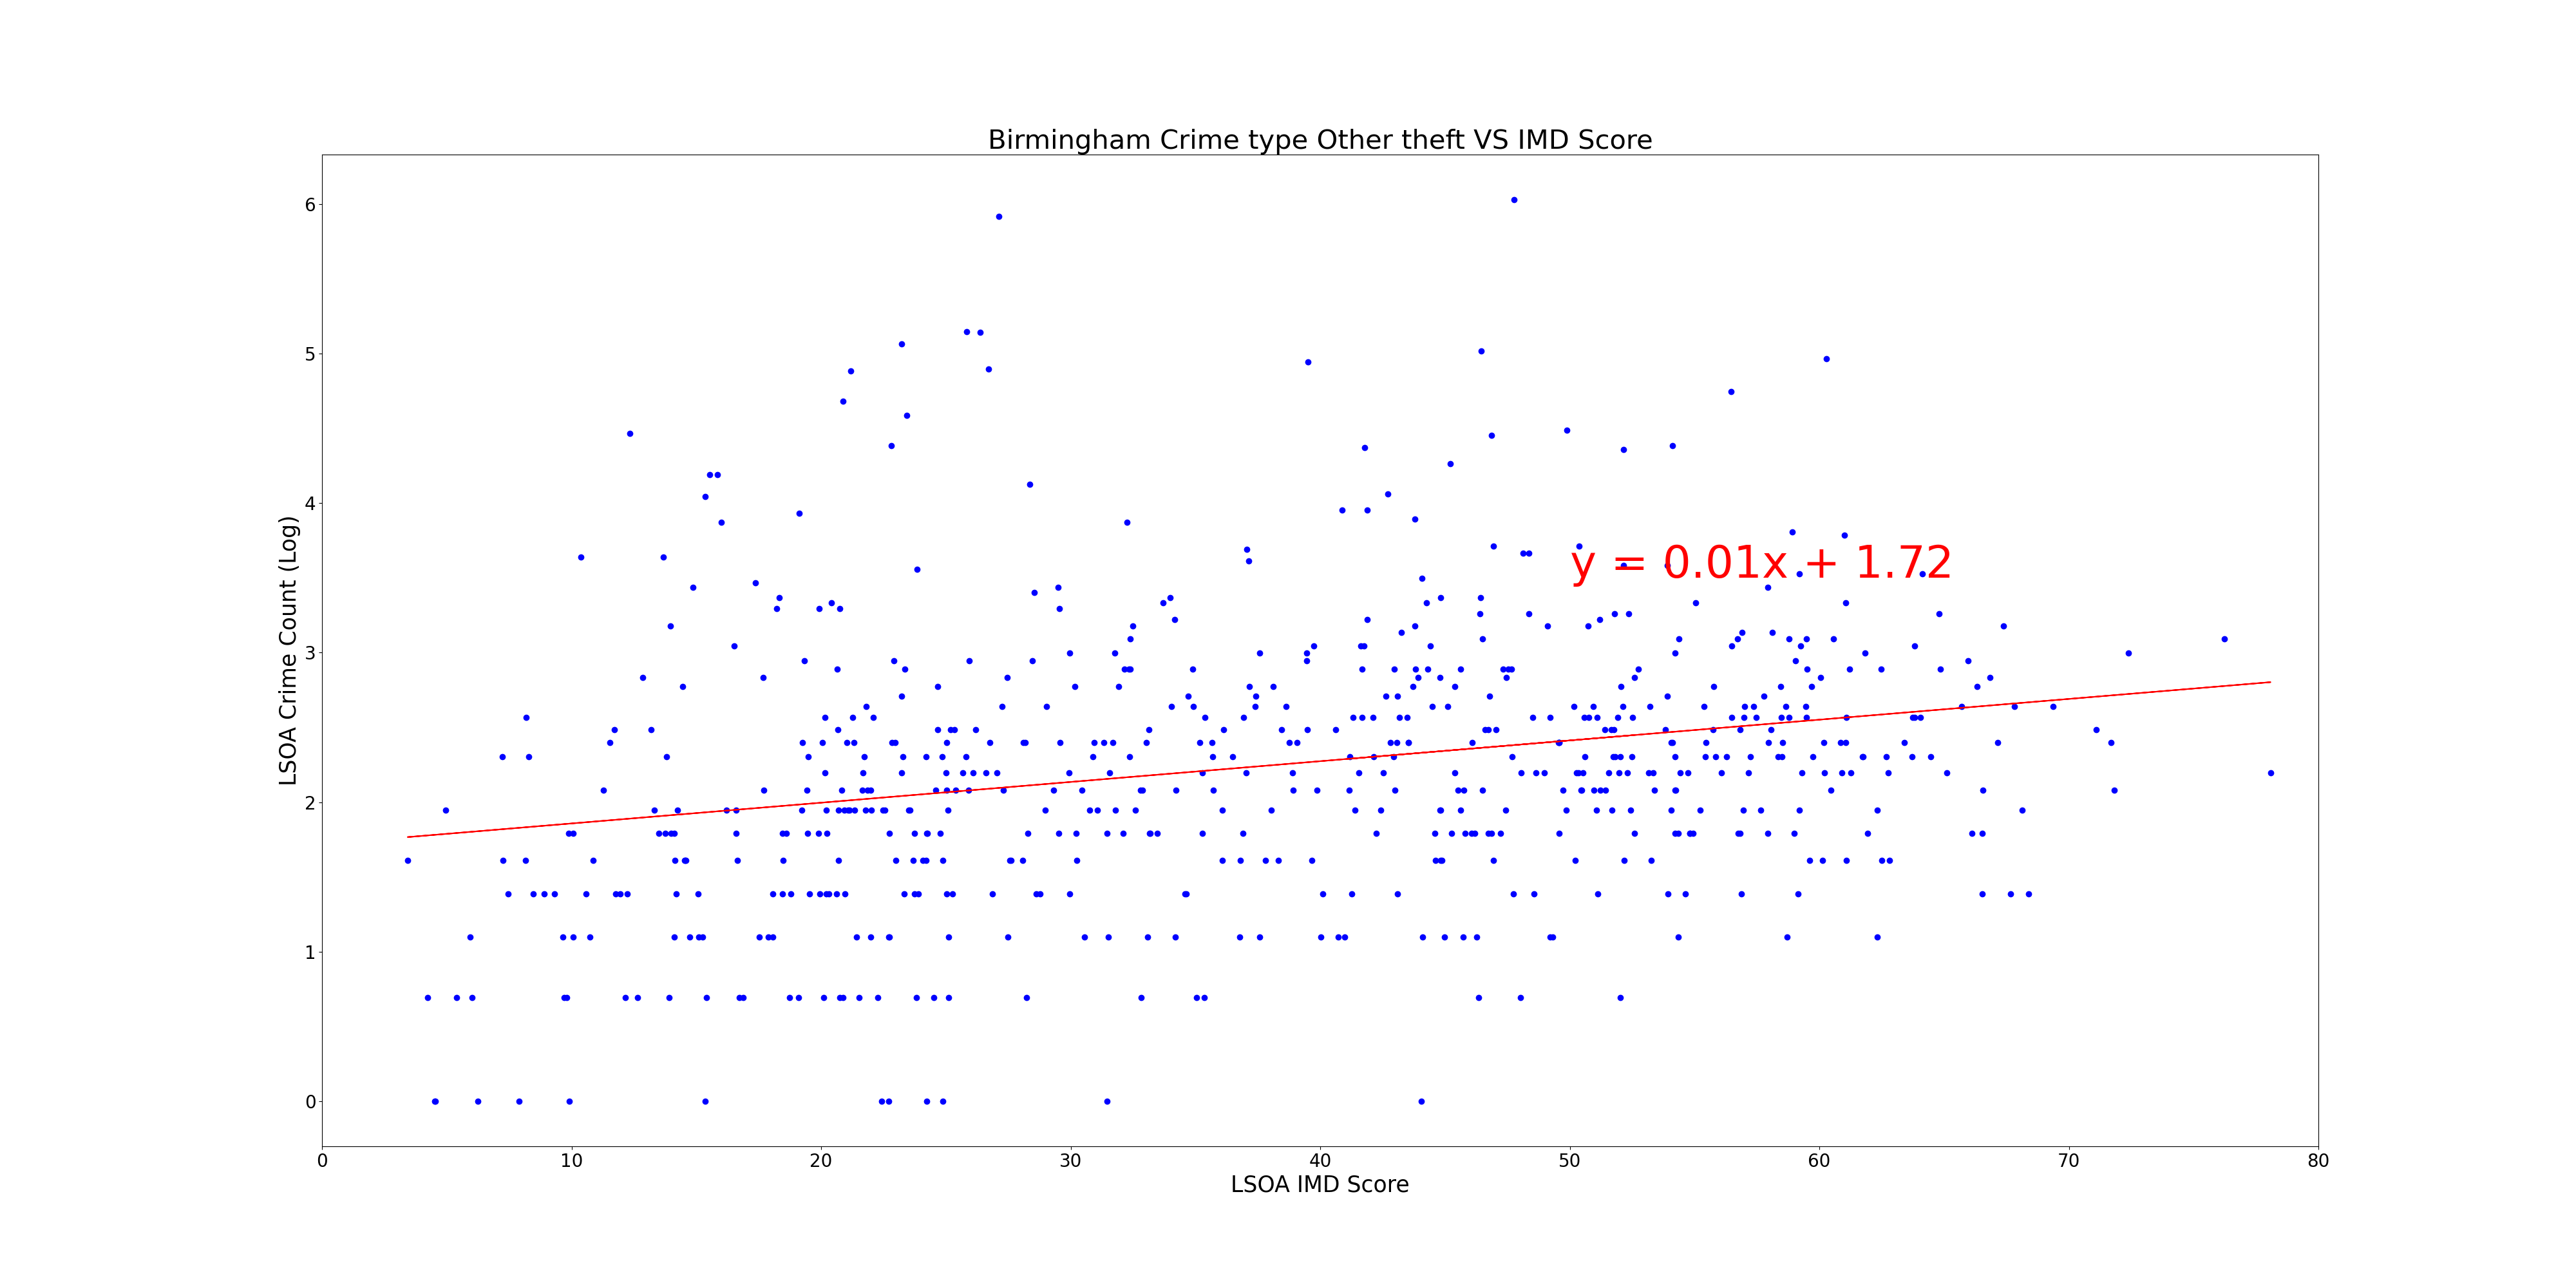 Birmingham Crime type Other theft VS IMD Score
6
5
4
3
2
1
0
LSOA Crime Count (Log)
y = 0.01x + 1.72
0 10 20 30 40 50 60 70 80
LSOA IMD Score